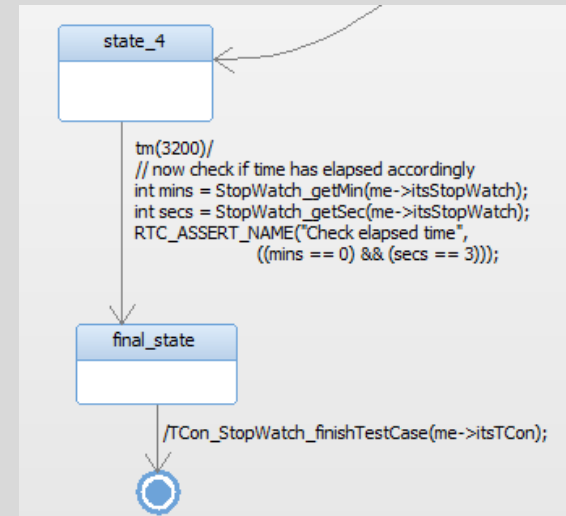 state_4
tm(3200)/
// now check if time has elapsed accordingly
int mins = StopWatch_getMin(me->itsStopWatch);
int secs = StopWatch_getSec(me->itsStopWatch);
RTC_ASSERT_NAME("Check elapsed time",
((mins == 0) && (secs == 3)));
final_state
/TCon_StopWatch_finishTestCase(me->itsTCon);